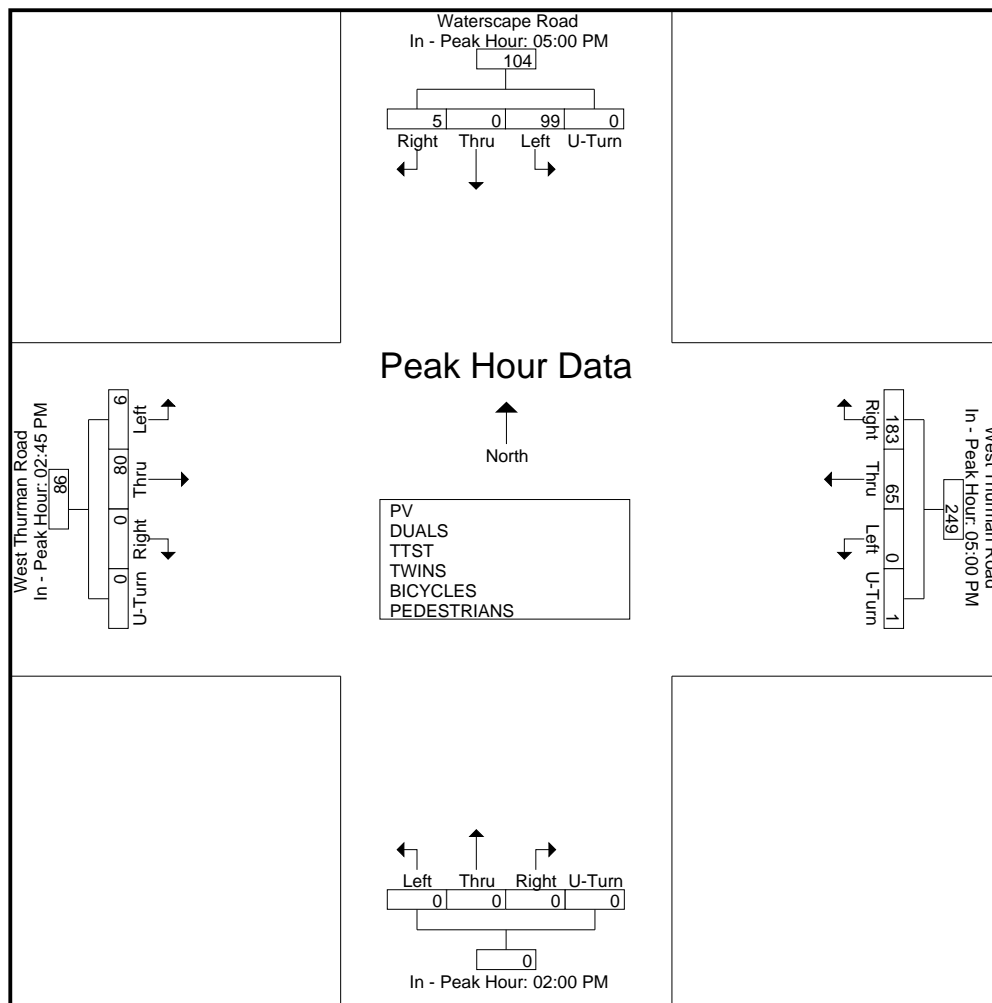 Waterscape Road
In - Peak Hour: 05:00 PM
104
5 0 99 0
Right Thru Left U-Turn
Peak Hour Data
North
PV
DUALS
TTST
TWINS
BICYCLES
PEDESTRIANS
West Thurman Road
In - Peak Hour: 02:45 PM
86
6 80 0 0
Left Thru Right U-Turn
West Thurman Road
In - Peak Hour: 05:00 PM
249
183 65 0 1
Right Thru Left U-Turn
Left Thru Right U-Turn
0 0 0 0
0
In - Peak Hour: 02:00 PM